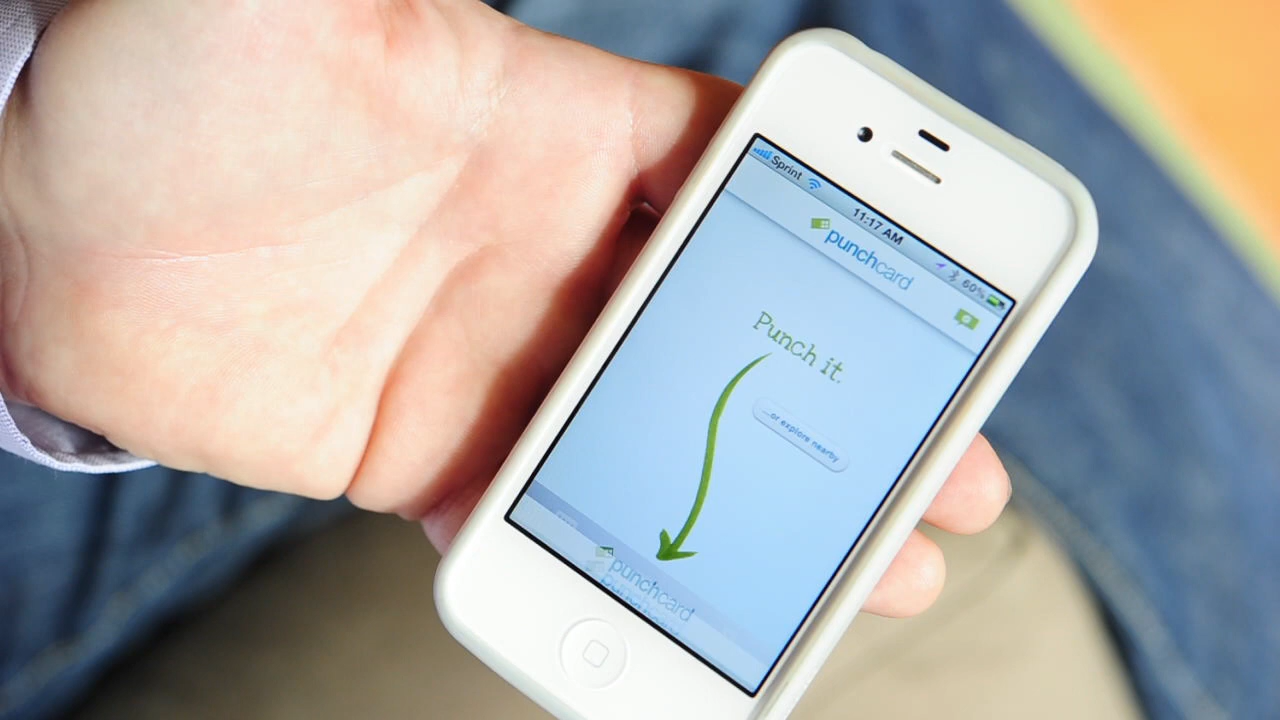 Sprint
11:17 AM
60%
punchcard
Punch it.
...or explore nearby
punchcard